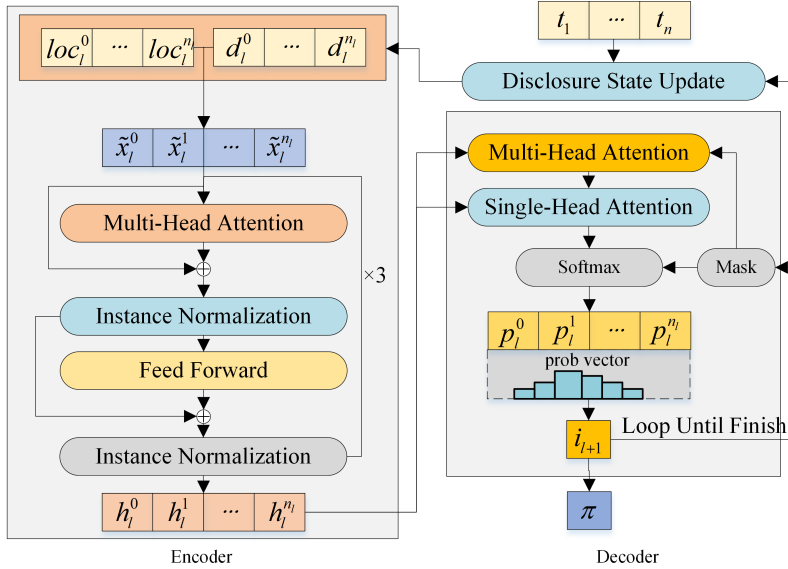 loc_l^0 ... loc_l^{n_l} d_l^0 ... d_l^{n_l}
x̃_l^0 x̃_l^1 ... x̃_l^{n_l}
Multi-Head Attention
×3
Instance Normalization
Feed Forward
Instance Normalization
h_l^0 h_l^1 ... h_l^{n_l}
Encoder
t_1 ... t_n
Disclosure State Update
Multi-Head Attention
Single-Head Attention
Softmax
Mask
p_l^0 p_l^1 ... p_l^{n_l}
prob vector
i_{l+1}
Loop Until Finish
π
Decoder